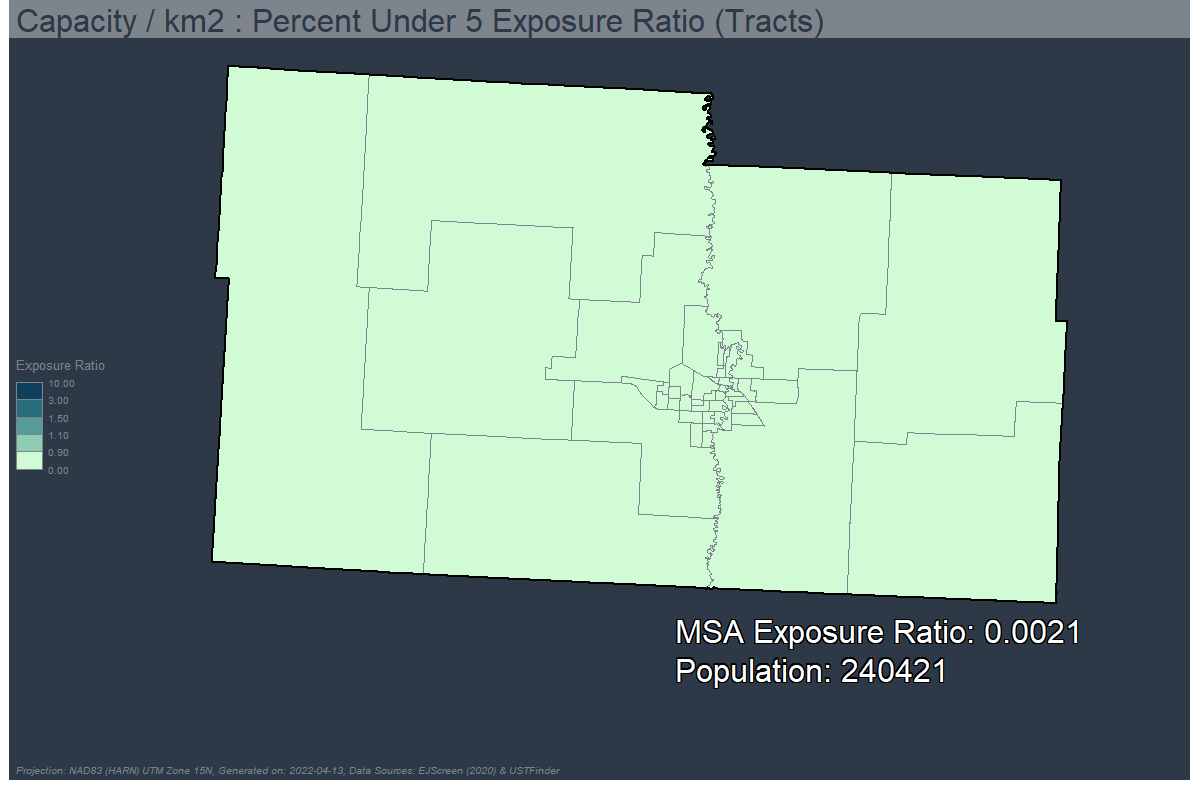 Capacity / km2 : Percent Under 5 Exposure Ratio (Tracts)
Exposure Ratio
10.00
3.00
1.50
1.10
0.90
0.00
MSA Exposure Ratio: 0.0021
Population: 240421
Projection: NAD83 (HARN) UTM Zone 15N, Generated on: 2022-04-13, Data Sources: EJScreen (2020) & USTFinder